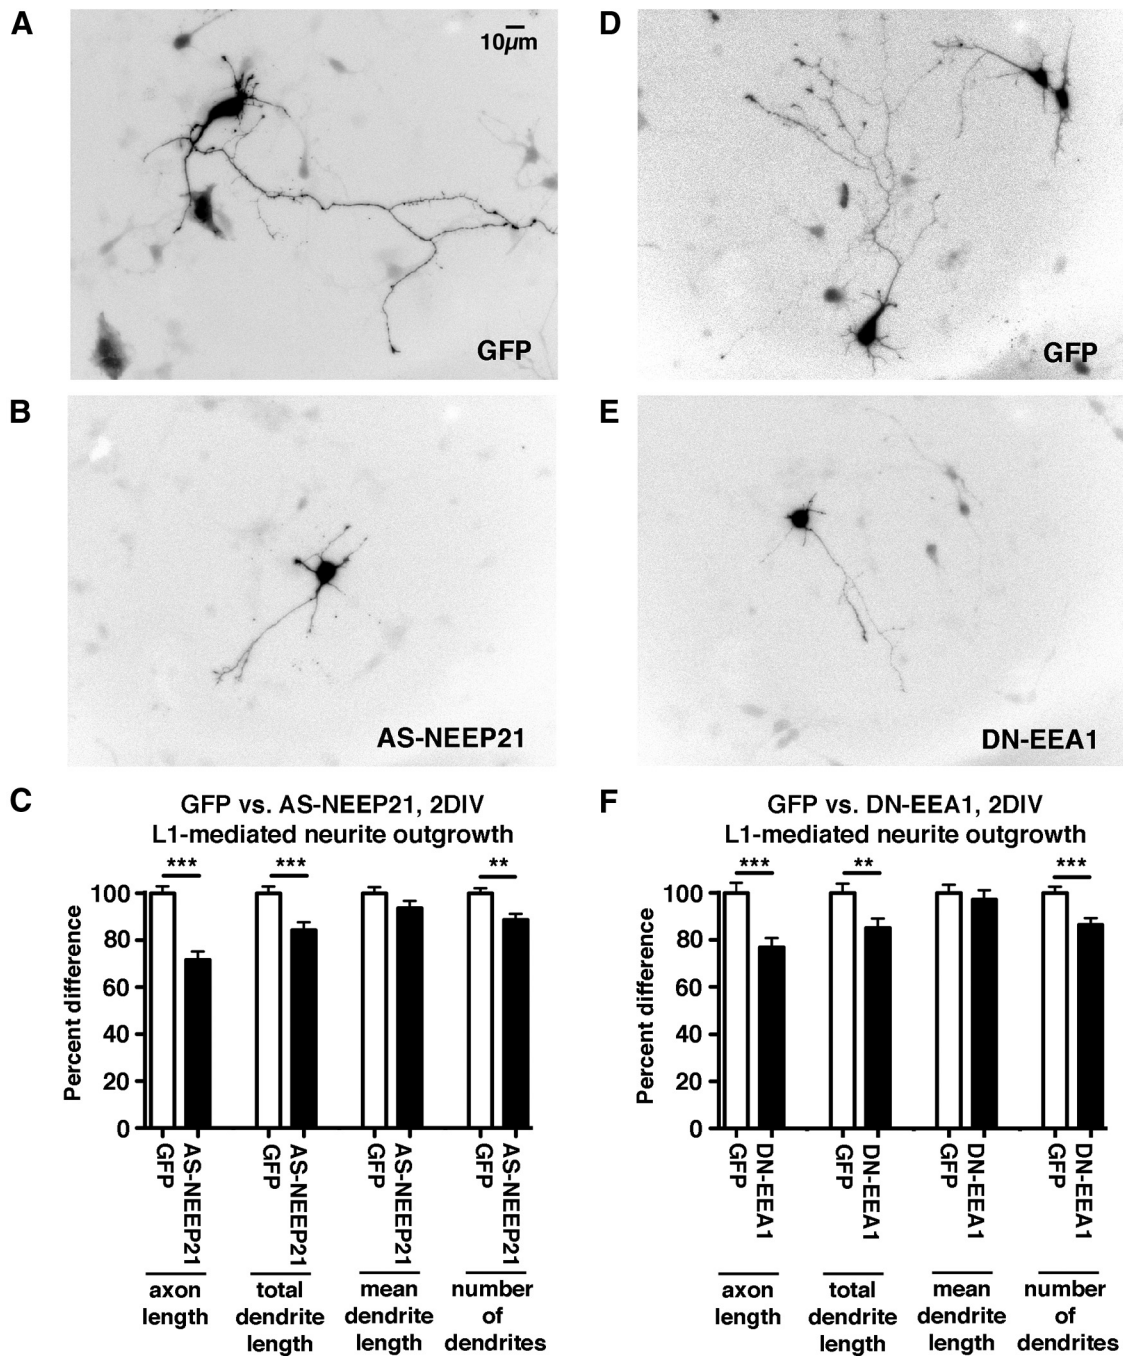 A
10µm
GFP
D
GFP
B
AS-NEEP21
E
DN-EEA1
C
GFP vs. AS-NEEP21, 2DIV
L1-mediated neurite outgrowth
*** *** **
Percent difference
100
80
60
40
20
0
GFP
AS-NEEP21
GFP
AS-NEEP21
GFP
AS-NEEP21
GFP
AS-NEEP21
axon
length
total
dendrite
length
mean
dendrite
length
number
of
dendrites
F
GFP vs. DN-EEA1, 2DIV
L1-mediated neurite outgrowth
*** ** ***
Percent difference
100
80
60
40
20
0
GFP
DN-EEA1
GFP
DN-EEA1
GFP
DN-EEA1
GFP
DN-EEA1
axon
length
total
dendrite
length
mean
dendrite
length
number
of
dendrites